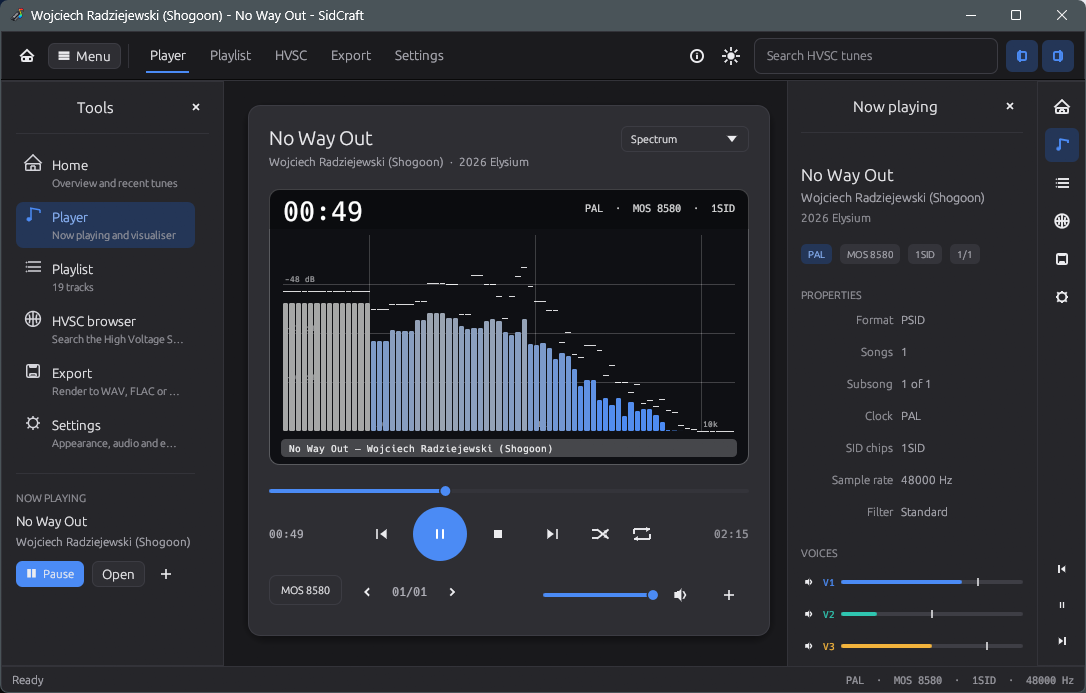 Wojciech Radziejewski (Shogoon) - No Way Out - SidCraft
Menu
Player
Playlist
HVSC
Export
Settings
Search HVSC tunes
Tools
Home
Overview and recent tunes
Player
Now playing and visualiser
Playlist
19 tracks
HVSC browser
Search the High Voltage S...
Export
Render to WAV, FLAC or ...
Settings
Appearance, audio and e...
NOW PLAYING
No Way Out
Wojciech Radziejewski (Shogoon)
Pause
Open
No Way Out
Wojciech Radziejewski (Shogoon) · 2026 Elysium
Spectrum
00:49
PAL · MOS 8580 · 1SID
-48 dB
10k
No Way Out — Wojciech Radziejewski (Shogoon)
00:49
02:15
MOS 8580
01/01
Now playing
No Way Out
Wojciech Radziejewski (Shogoon)
2026 Elysium
PAL
MOS 8580
1SID
1/1
PROPERTIES
Format PSID
Songs 1
Subsong 1 of 1
Clock PAL
SID chips 1SID
Sample rate 48000 Hz
Filter Standard
VOICES
V1
V2
V3
Ready
PAL · MOS 8580 · 1SID · 48000 Hz